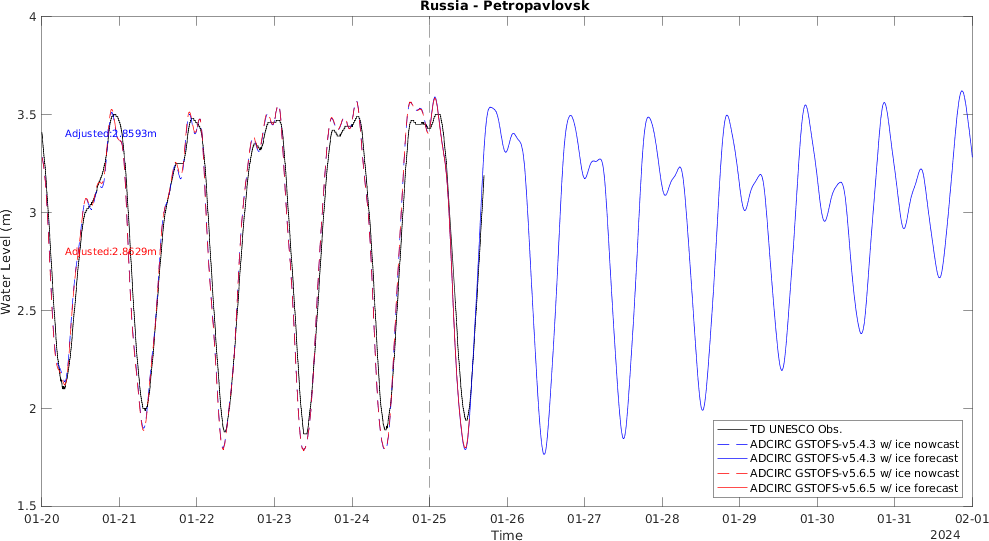 Russia - Petropavlovsk
4
3.5
3
2.5
2
1.5
Water Level (m)
Adjusted:2.8593m
Adjusted:2.8629m
TD UNESCO Obs.
ADCIRC GSTOFS-v5.4.3 w/ ice nowcast
ADCIRC GSTOFS-v5.4.3 w/ ice forecast
ADCIRC GSTOFS-v5.6.5 w/ ice nowcast
ADCIRC GSTOFS-v5.6.5 w/ ice forecast
01-20 01-21 01-22 01-23 01-24 01-25 01-26 01-27 01-28 01-29 01-30 01-31 02-01
Time
2024